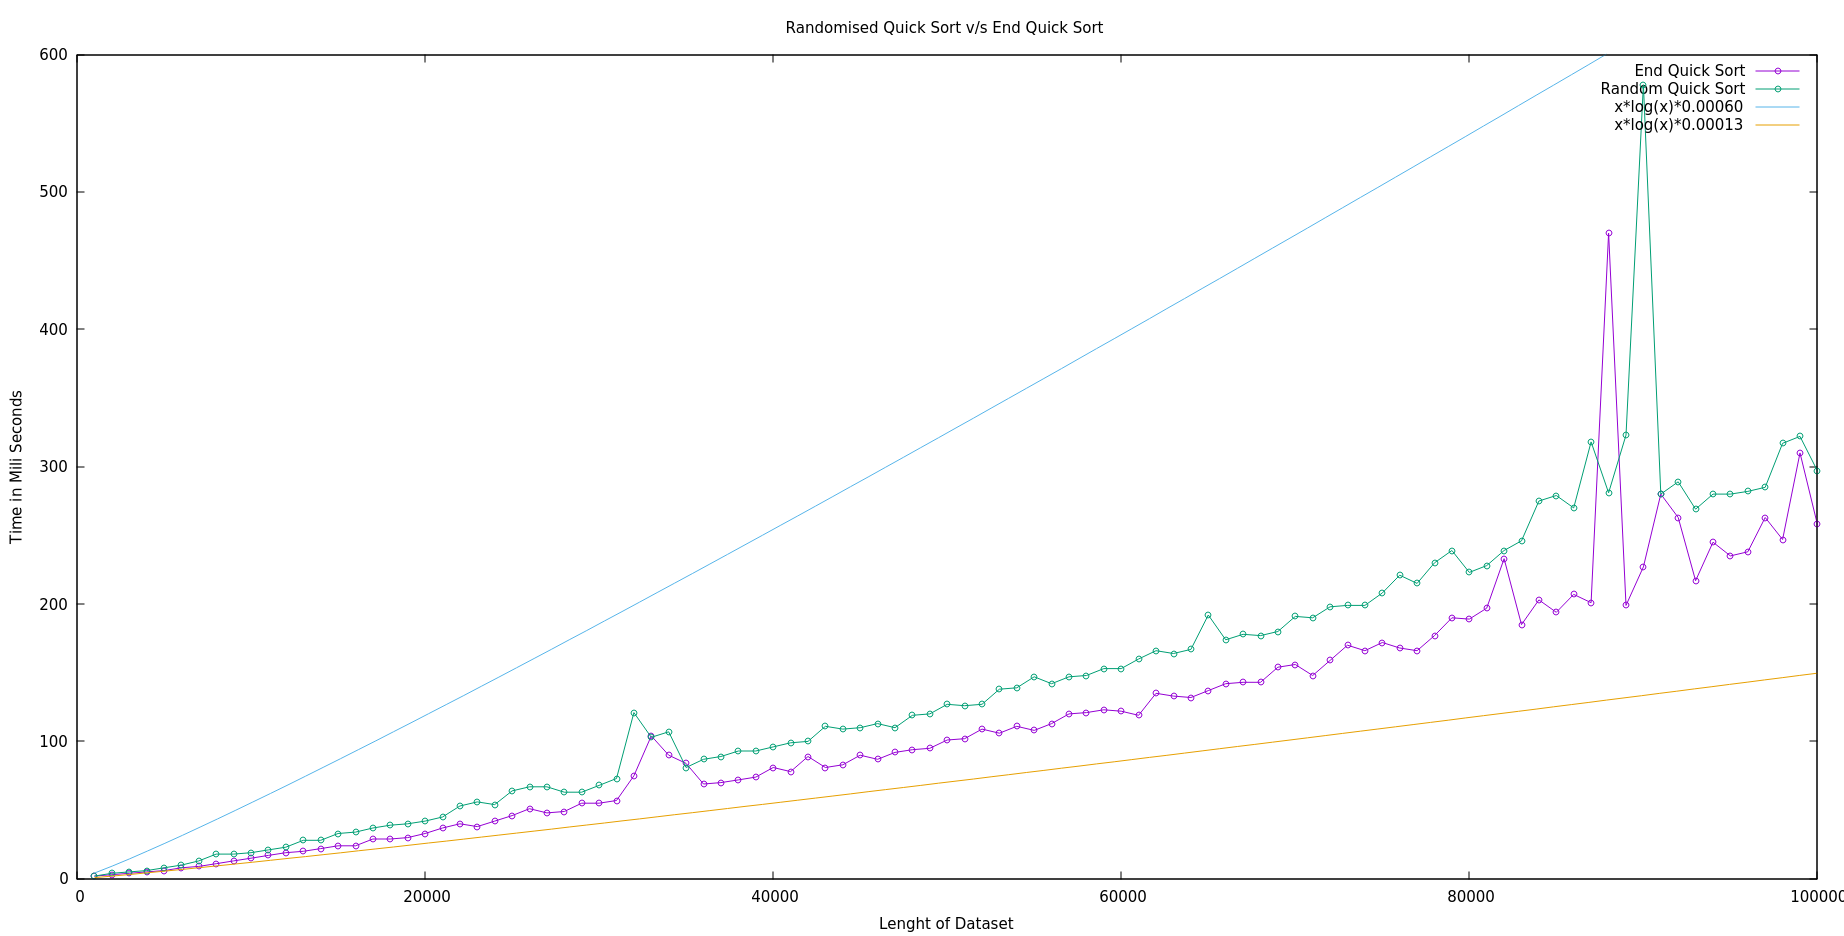 Randomised Quick Sort v/s End Quick Sort
600
500
400
300
200
100
0
Time in Mili Seconds
End Quick Sort
Random Quick Sort
x*log(x)*0.00060
x*log(x)*0.00013
0 20000 40000 60000 80000 100000
Lenght of Dataset